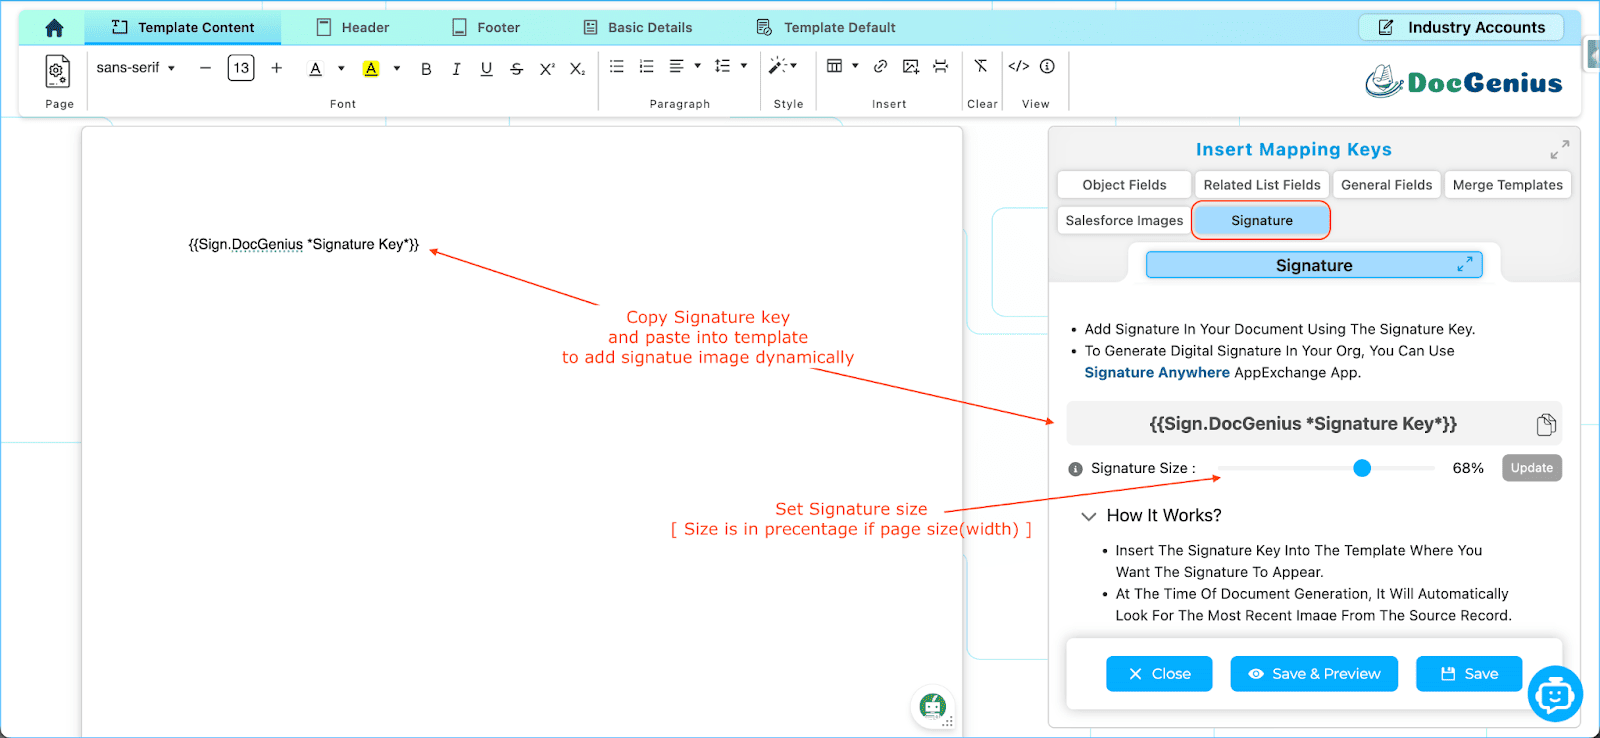 Template Content
Header
Footer
Basic Details
Template Default
Industry Accounts
sans-serif
13
A
A
B
I
U
S
X²
X₂
</>
Page
Font
Paragraph
Style
Insert
Clear
View
DocGenius
{{Sign.DocGenius *Signature Key*}}
Copy Signature key
and paste into template
to add signatue image dynamically
Set Signature size
[ Size is in precentage if page size(width) ]
Insert Mapping Keys
Object Fields
Related List Fields
General Fields
Merge Templates
Salesforce Images
Signature
Signature
• Add Signature In Your Document Using The Signature Key.
• To Generate Digital Signature In Your Org, You Can Use
Signature Anywhere AppExchange App.
{{Sign.DocGenius *Signature Key*}}
Signature Size :
68%
Update
How It Works?
• Insert The Signature Key Into The Template Where You
Want The Signature To Appear.
• At The Time Of Document Generation, It Will Automatically
Look For The Most Recent Image From The Source Record.
Close
Save & Preview
Save